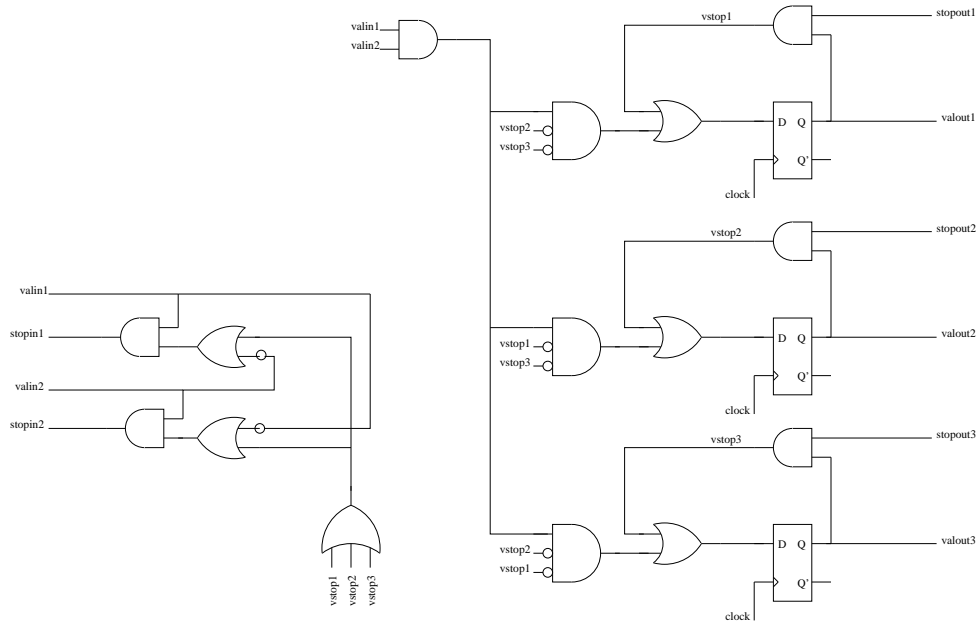 valin1
valin2
vstop1
stopout1
vstop2
vstop3
D Q
valout1
Q'
clock
vstop2
stopout2
vstop1
vstop3
D Q
valout2
Q'
clock
valin1
stopin1
valin2
stopin2
vstop1
vstop2
vstop3
vstop3
stopout3
vstop2
vstop1
D Q
valout3
Q'
clock